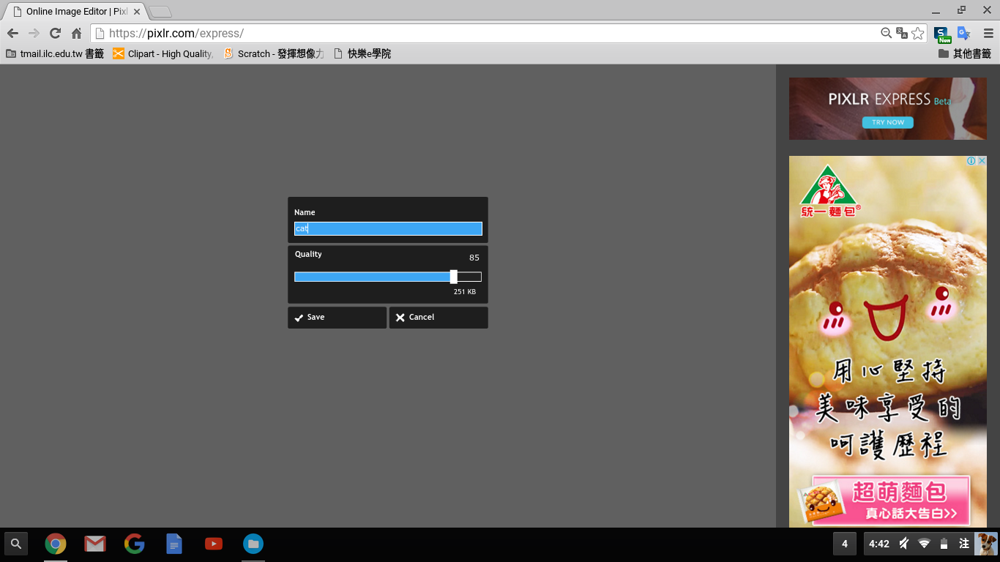 Online Image Editor | Pixl
https://pixlr.com/express/
New
tmail.ilc.edu.tw 書籤
Clipart - High Quality,
Scratch - 發揮想像力
快樂e學院
其他書籤
PIXLR EXPRESS Beta
TRY NOW
統一麵包®
Name
cat
Quality
85
251 KB
Save
Cancel
用心堅持
美味享受的
呵護歷程
超萌麵包
真心話大告白>>
4
4:42
注